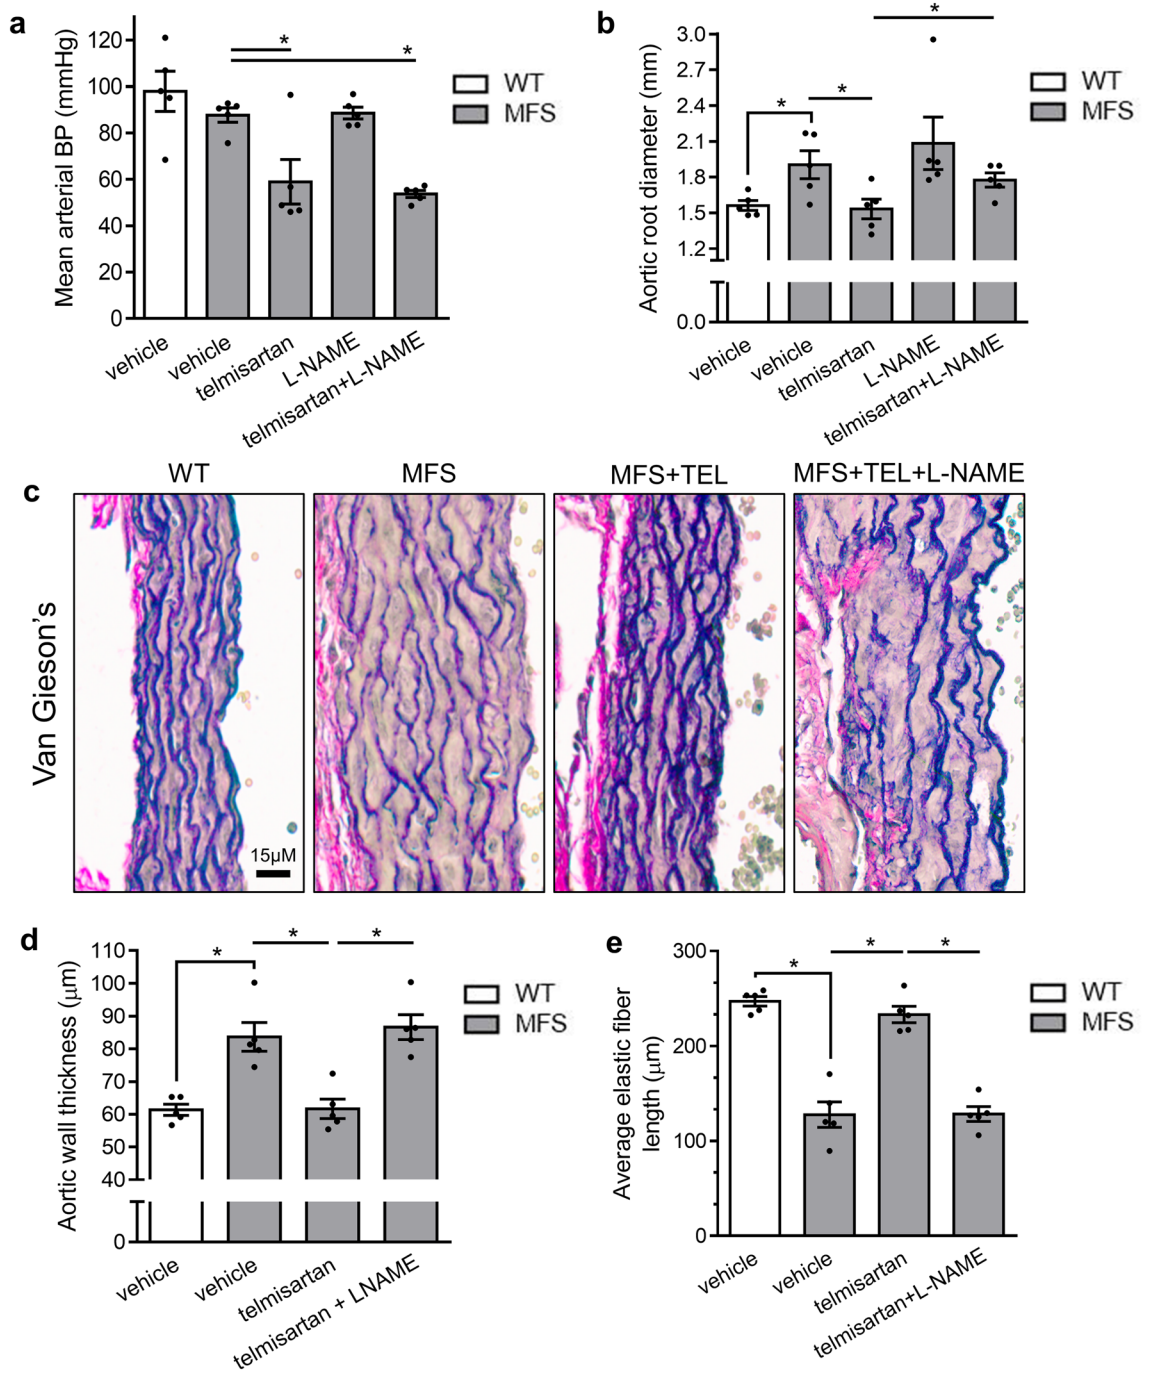 a
Mean arterial BP (mmHg)
120
100
80
60
40
20
0
*
*
WT
MFS
vehicle
vehicle
telmisartan
L-NAME
telmisartan+L-NAME
b
Aortic root diameter (mm)
3.0
2.7
2.4
2.1
1.8
1.5
1.2
0.0
*
*
*
WT
MFS
vehicle
vehicle
telmisartan
L-NAME
telmisartan+L-NAME
c
WT
MFS
MFS+TEL
MFS+TEL+L-NAME
Van Gieson's
15µM
d
Aortic wall thickness (µm)
110
100
90
80
70
60
50
40
0
*
*
*
WT
MFS
vehicle
vehicle
telmisartan
telmisartan + LNAME
e
Average elastic fiber
length (µm)
300
200
100
0
*
*
*
WT
MFS
vehicle
vehicle
telmisartan
telmisartan+L-NAME